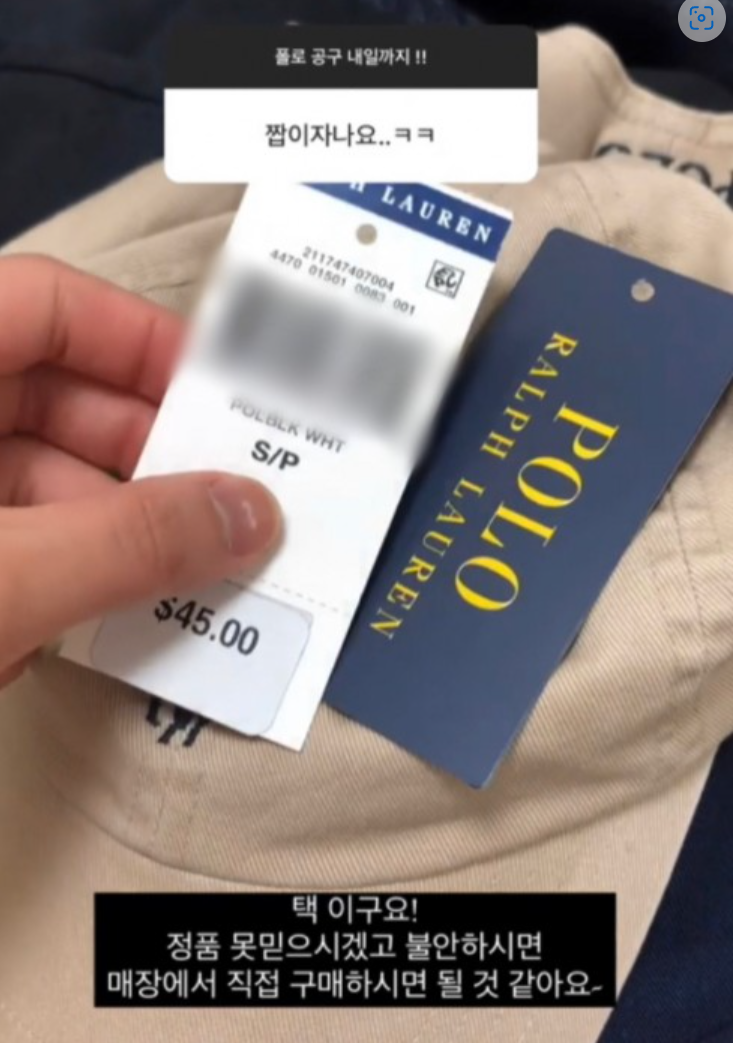 폴로 공구 내일까지 !!
짭이자나요..ㅋㅋ
H LAUREN
211747407004
4470 01501 0083 001
POLBLK WHT
S/P
$45.00
POLO
RALPH LAUREN
택 이구요!
정품 못믿으시겠고 불안하시면
매장에서 직접 구매하시면 될 것 같아요~